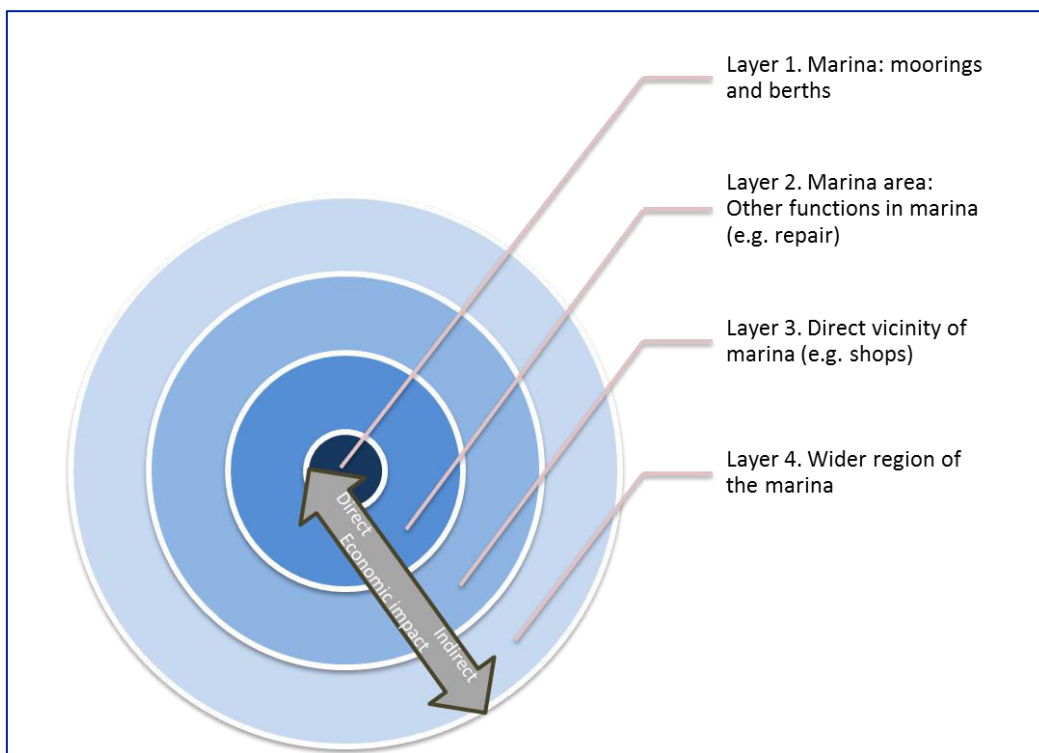 Layer 1. Marina: moorings
and berths
Layer 2. Marina area:
Other functions in marina
(e.g. repair)
Layer 3. Direct vicinity of
marina (e.g. shops)
Layer 4. Wider region of
the marina
Direct
Indirect
Economic impact